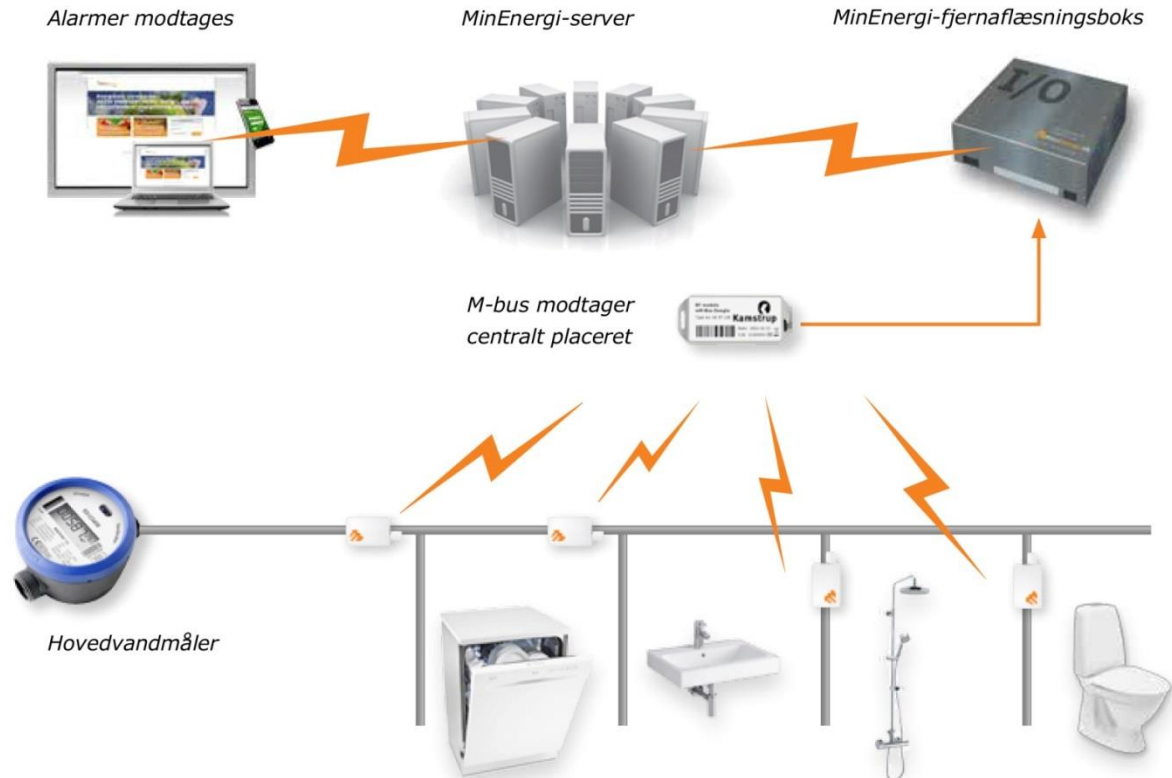 Alarmer modtages
MinEnergi-server
MinEnergi-fjernaflæsningsboks
I/O
M-bus modtager
centralt placeret
Kamstrup
Hovedvandmåler